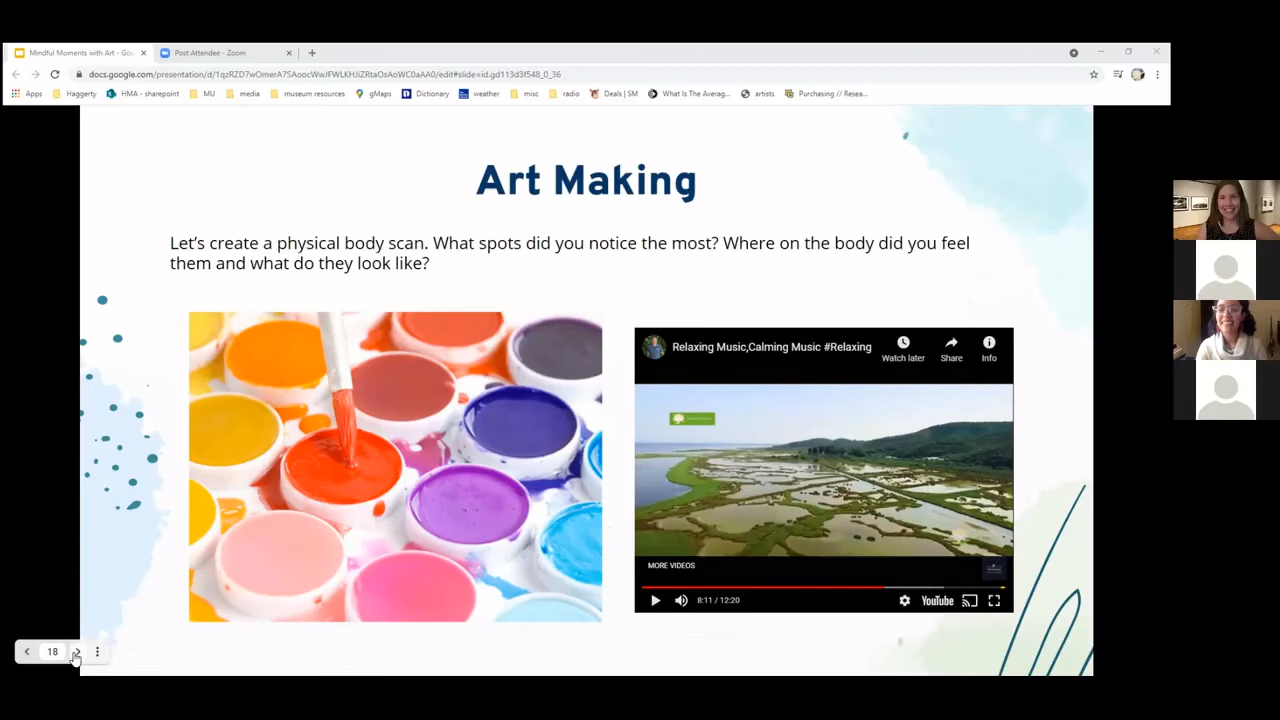 Mindful Moments with Art - Goo
Post Attendee - Zoom
docs.google.com/presentation/d/1qzRZD7wOmerA7SAoocWwJFWLKHJiZRtaOsAoWC0aAA0/edit#slide=id.gd113d3f548_0_36
Apps Haggerty HMA - sharepoint MU media museum resources gMaps Dictionary weather misc radio Deals | SM What Is The Averag... artists Purchasing // Resea...
Art Making
Let's create a physical body scan. What spots did you notice the most? Where on the body did you feel
them and what do they look like?
Relaxing Music,Calming Music #Relaxing
Watch later Share Info
MORE VIDEOS
8:11 / 12:20
YouTube
18